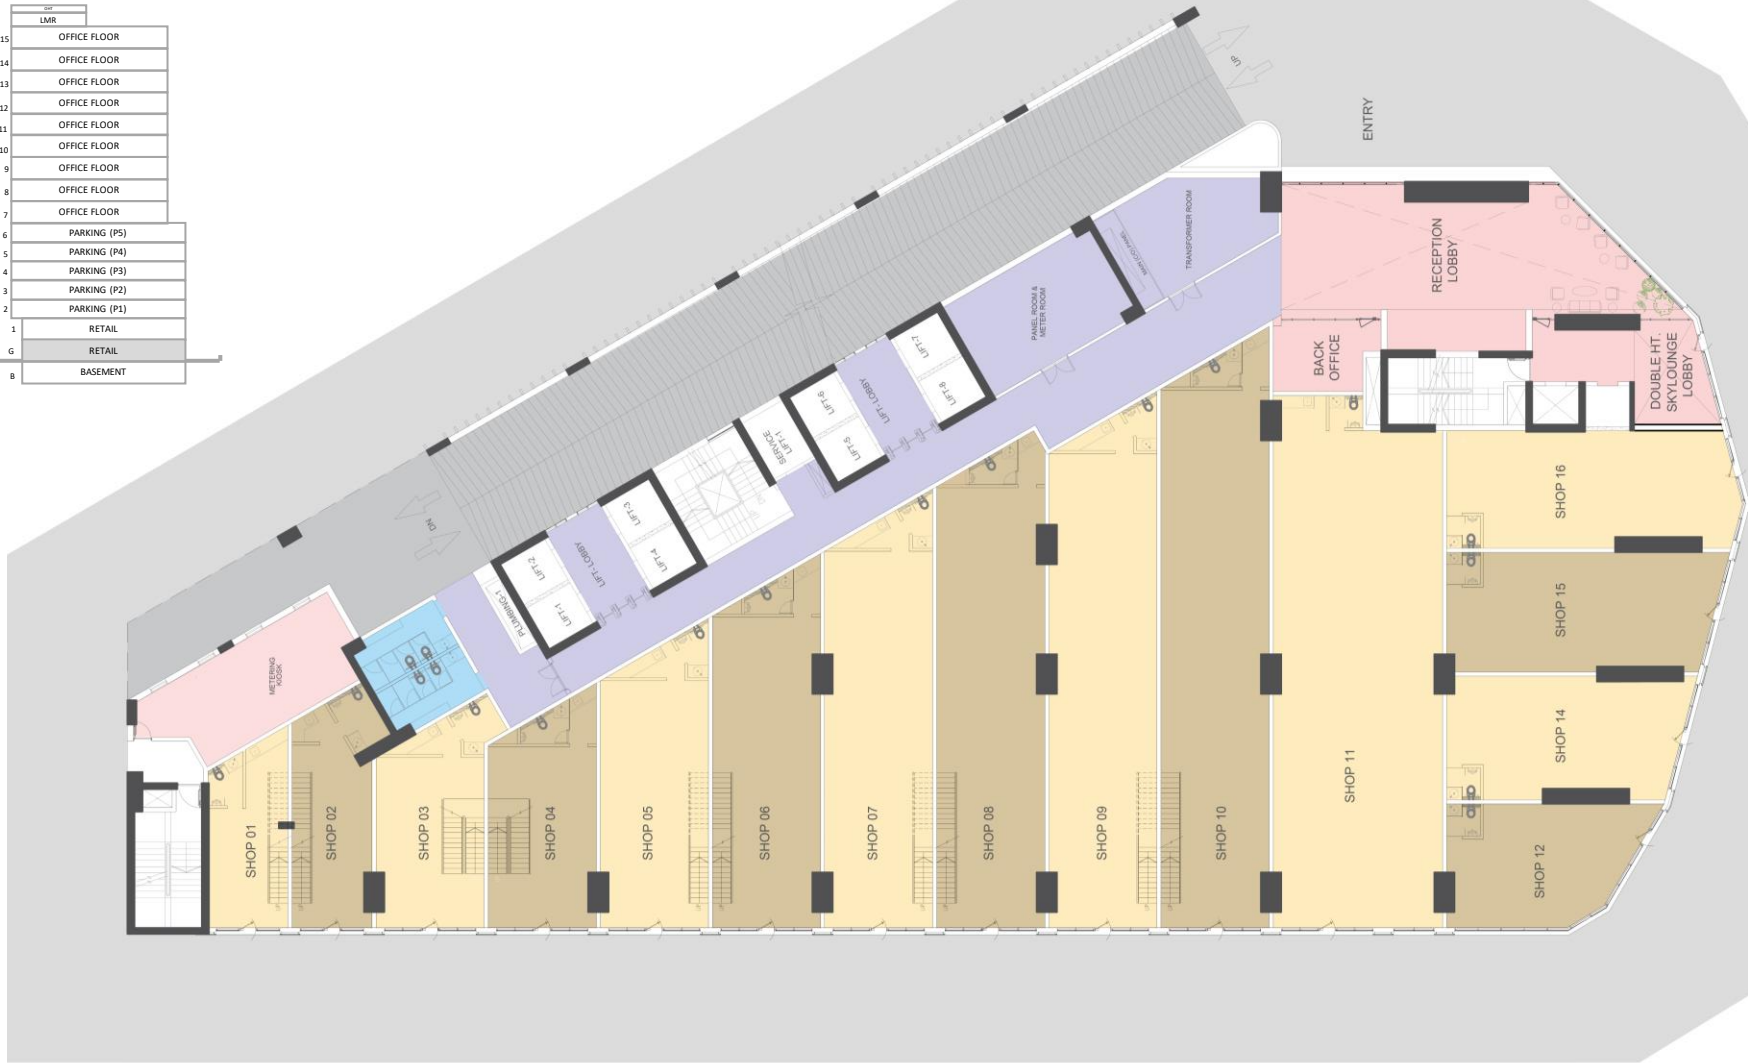 OHT
LMR
15 OFFICE FLOOR
14 OFFICE FLOOR
13 OFFICE FLOOR
12 OFFICE FLOOR
11 OFFICE FLOOR
10 OFFICE FLOOR
9 OFFICE FLOOR
8 OFFICE FLOOR
7 OFFICE FLOOR
6 PARKING (P5)
5 PARKING (P4)
4 PARKING (P3)
3 PARKING (P2)
2 PARKING (P1)
1 RETAIL
G RETAIL
B BASEMENT
UP
ENTRY
TRANSFORMER ROOM
RECEPTION
LOBBY
PANEL ROOM &
METER ROOM
BACK
OFFICE
DOUBLE HT.
SKYLOUNGE
LOBBY
LIFT-7
LIFT-8
LIFT-LOBBY
LIFT-6
LIFT-5
SERVICE
LIFT-1
DN
LIFT-3
LIFT-4
LIFT-LOBBY
LIFT-2
LIFT-1
PLUMBING-1
METERING
KIOSK
SHOP 01
SHOP 02
SHOP 03
SHOP 04
SHOP 05
SHOP 06
SHOP 07
SHOP 08
SHOP 09
SHOP 10
SHOP 11
SHOP 12
SHOP 14
SHOP 15
SHOP 16